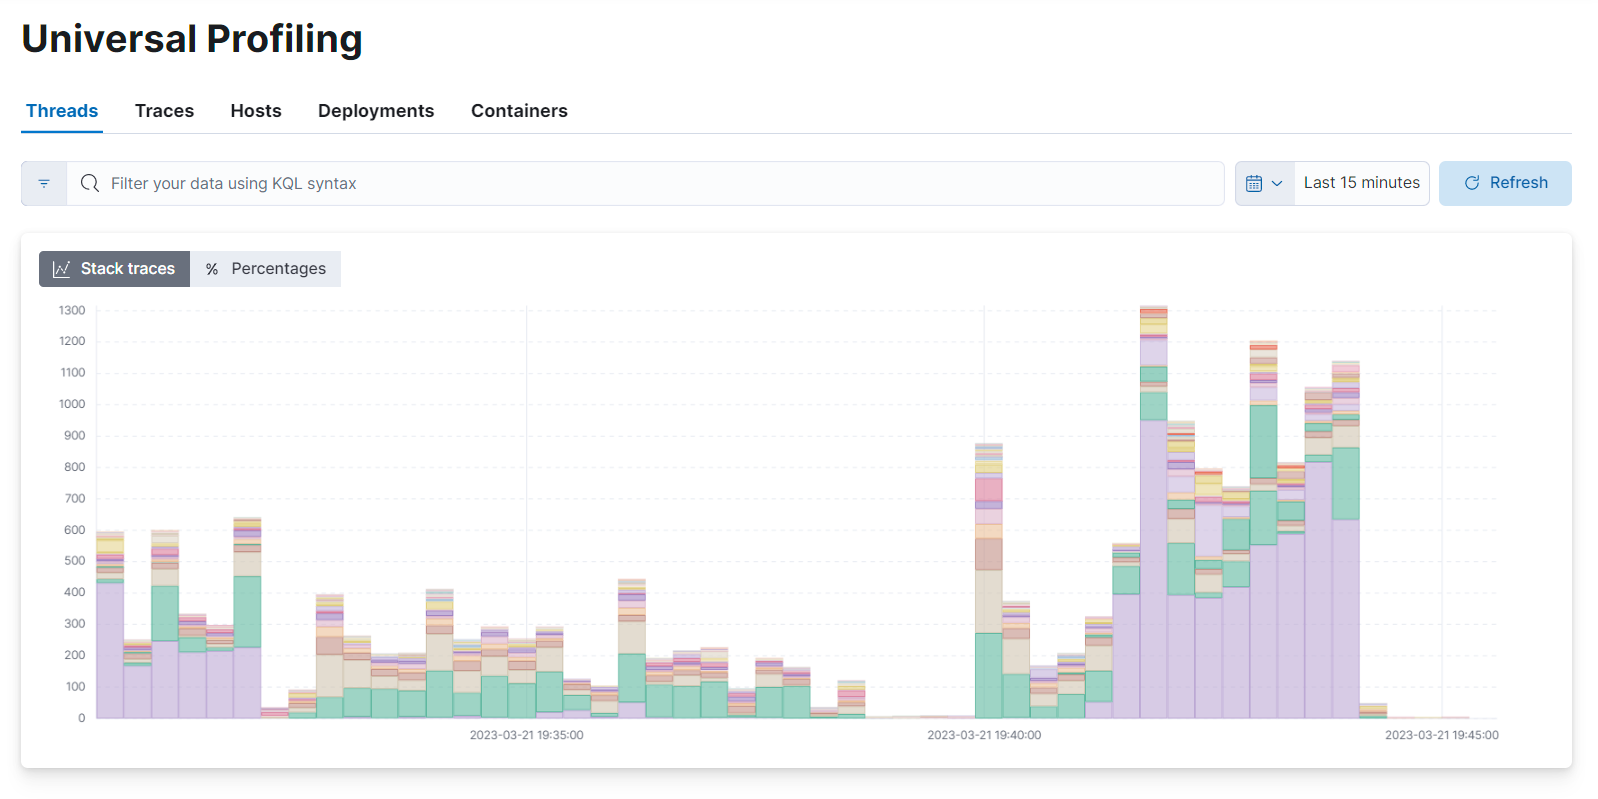 Universal Profiling
Threads Traces Hosts Deployments Containers
Filter your data using KQL syntax Last 15 minutes Refresh
Stack traces % Percentages
1300
1200
1100
1000
900
800
700
600
500
400
300
200
100
0
2023-03-21 19:35:00 2023-03-21 19:40:00 2023-03-21 19:45:00